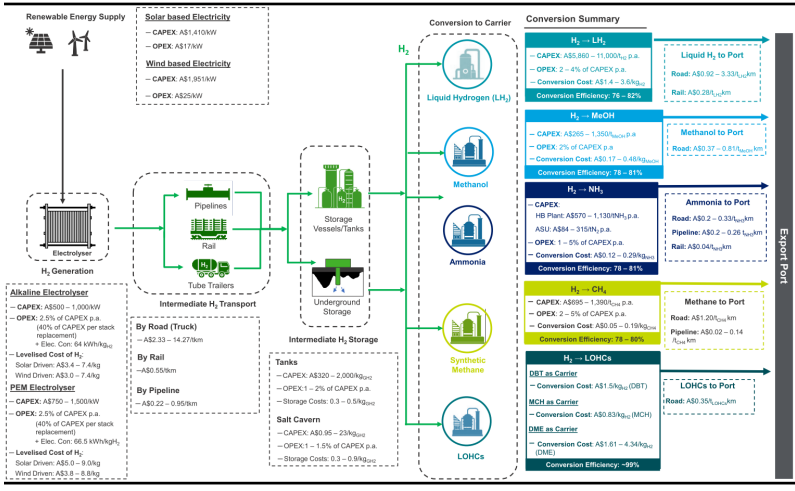 Renewable Energy Supply
Solar based Electricity
— CAPEX: A$1,410/kW
— OPEX: A$17/kW
Wind based Electricity
— CAPEX: A$1,951/kW
— OPEX: A$25/kW
Electrolyser
H₂ Generation
Alkaline Electrolyser
— CAPEX: A$500 – 1,000/kW
— OPEX: 2.5% of CAPEX p.a.
(40% of CAPEX per stack
replacement)
+ Elec. Con: 64 kWh/kgH₂
– Levelised Cost of H₂:
Solar Driven: A$3.4 – 7.4/kg
Wind Driven: A$3.0 – 7.4/kg
PEM Electrolyser
— CAPEX: A$750 – 1,500/kW
— OPEX: 2.5% of CAPEX p.a.
(40% of CAPEX per stack
replacement)
+ Elec. Con: 66.5 kWh/kgH₂
– Levelised Cost of H₂:
Solar Driven: A$5.0 – 9.0/kg
Wind Driven: A$3.8 – 8.8/kg
Pipelines
Rail
H₂
Tube Trailers
Intermediate H₂ Transport
By Road (Truck)
— A$2.33 – 14.27/tkm
By Rail
— A$0.55/tkm
By Pipeline
— A$0.22 – 0.95/tkm
H₂
Storage
Vessels/Tanks
Underground
Storage
Intermediate H₂ Storage
Tanks
— CAPEX: A$320 – 2,000/kgGH2
— OPEX:1 – 2% of CAPEX p.a.
— Storage Costs: 0.3 – 0.5/kgGH2
Salt Cavern
— CAPEX: A$0.95 – 23/kgGH2
— OPEX:1 – 1.5% of CAPEX p.a.
— Storage Costs: 0.3 – 0.9/kgGH2
H₂
Conversion to Carrier
Liquid Hydrogen (LH₂)
Methanol
Ammonia
Synthetic
Methane
LOHCs
Conversion Summary
H₂ → LH₂
— CAPEX: A$5,860 – 11,000/tH₂ p.a.
— OPEX: 2 – 4% of CAPEX p.a.
— Conversion Cost: A$1.4 – 3.6/kgH2
Conversion Efficiency: 76 – 82%
H₂ → MeOH
— CAPEX: A$265 – 1,350/tMeOH p.a
— OPEX: 2% of CAPEX p.a
— Conversion Cost: A$0.17 – 0.48/kgMeOH
Conversion Efficiency: 78 – 81%
H₂ → NH₃
— CAPEX:
HB Plant: A$570 – 1,130/tNH₃ p.a.
ASU: A$84 – 315/tNH₃ p.a.
— OPEX: 1 – 5% of CAPEX p.a.
— Conversion Cost: A$0.12 – 0.29/kgNH3
Conversion Efficiency: 78 – 81%
H₂ → CH₄
— CAPEX: A$695 – 1,390/tCH4 p.a.
— OPEX: 2 – 5% of CAPEX p.a.
— Conversion Cost: A$0.05 – 0.19/kgCH4
Conversion Efficiency: 78 – 80%
H₂ → LOHCs
DBT as Carrier
— Conversion Cost: A$1.5/kgH2 (DBT)
MCH as Carrier
— Conversion Cost: A$0.83/kgH2 (MCH)
DME as Carrier
— Conversion Cost: A$1.61 – 4.34/kgH2
(DME)
Conversion Efficiency: ~99%
Liquid H₂ to Port
Road: A$0.92 – 3.33/tLH2km
Rail: A$0.28/tLH2km
Methanol to Port
Road: A$0.37 – 0.81/tMeOH km
Ammonia to Port
Road: A$0.2 – 0.33/tNH3km
Pipeline: A$0.2 – 0.26 tNH3/km
Rail: A$0.04/tNH3km
Methane to Port
Road: A$1.20/tCH4km
Pipeline: A$0.02 – 0.14
/tCH4 km
LOHCs to Port
Road: A$0.35/tLOHCskm
Export Port